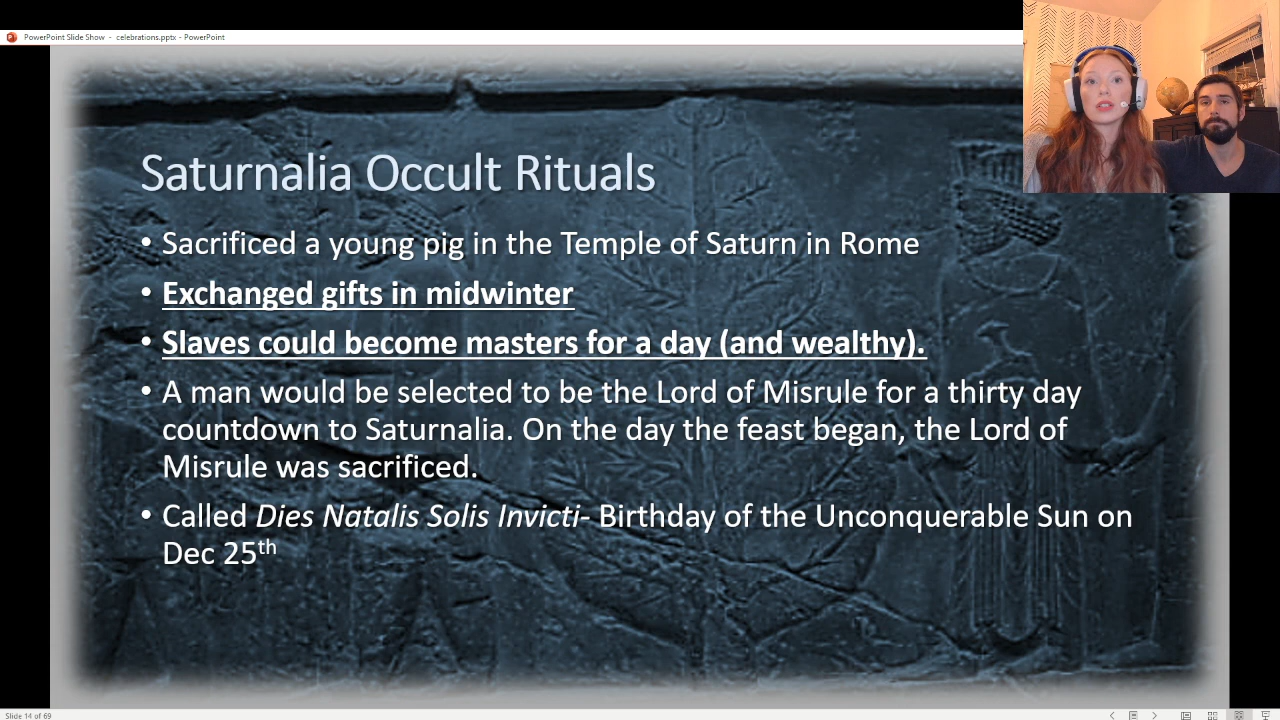 PowerPoint Slide Show - celebrations.pptx - PowerPoint
Saturnalia Occult Rituals
• Sacrificed a young pig in the Temple of Saturn in Rome
• Exchanged gifts in midwinter
• Slaves could become masters for a day (and wealthy).
• A man would be selected to be the Lord of Misrule for a thirty day
countdown to Saturnalia. On the day the feast began, the Lord of
Misrule was sacrificed.
• Called Dies Natalis Solis Invicti- Birthday of the Unconquerable Sun on
Dec 25th
Slide 14 of 69